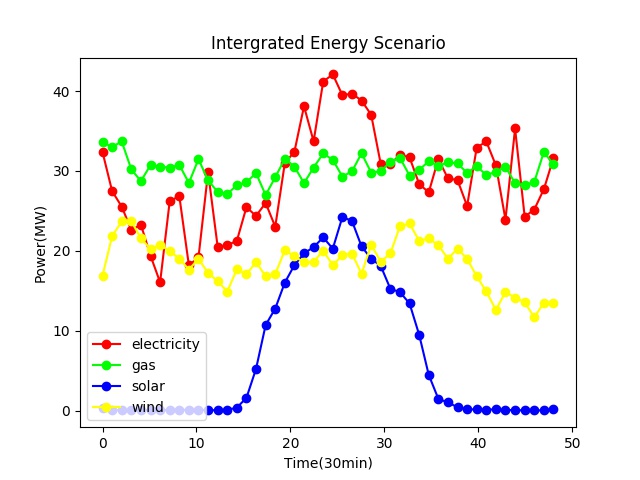 Intergrated Energy Scenario
Power(MW)
40
30
20
10
0
electricity
gas
solar
wind
0 10 20 30 40 50
Time(30min)